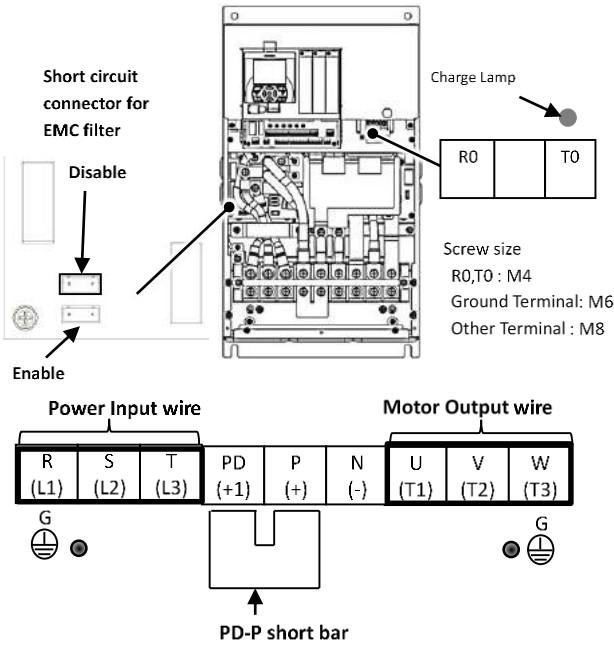 Short circuit
connector for
EMC filter
Disable
Enable
Charge Lamp
R0 T0
Screw size
R0,T0 : M4
Ground Terminal: M6
Other Terminal : M8
Power Input wire
Motor Output wire
R S T PD P N U V W
(L1) (L2) (L3) (+1) (+) (-) (T1) (T2) (T3)
G G
PD-P short bar